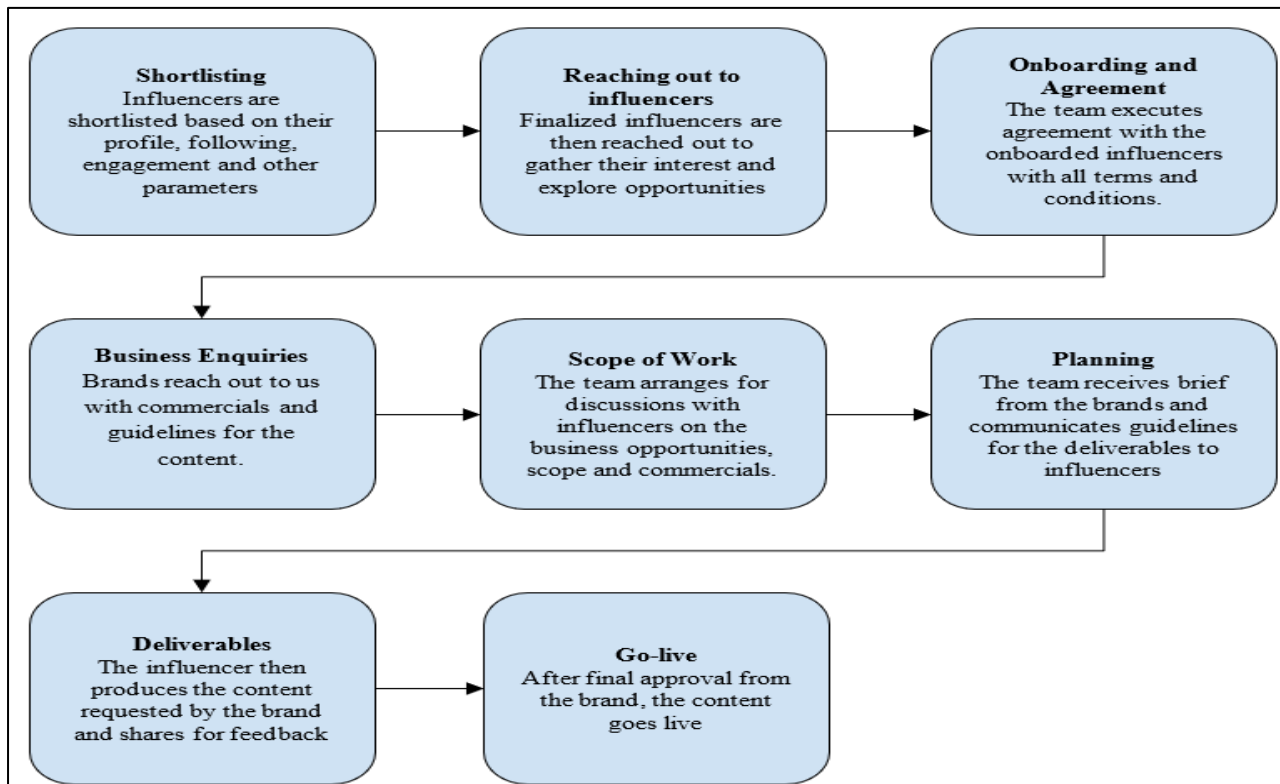 Shortlisting
Influencers are
shortlisted based on their
profile, following,
engagement and other
parameters
Reaching out to
influencers
Finalized influencers are
then reached out to
gather their interest and
explore opportunities
Onboarding and
Agreement
The team executes
agreement with the
onboarded influencers
with all terms and
conditions.
Business Enquiries
Brands reach out to us
with commercials and
guidelines for the
content.
Scope of Work
The team arranges for
discussions with
influencers on the
business opportunities,
scope and commercials.
Planning
The team receives brief
from the brands and
communicates guidelines
for the deliverables to
influencers
Deliverables
The influencer then
produces the content
requested by the brand
and shares for feedback
Go-live
After final approval from
the brand, the content
goes live